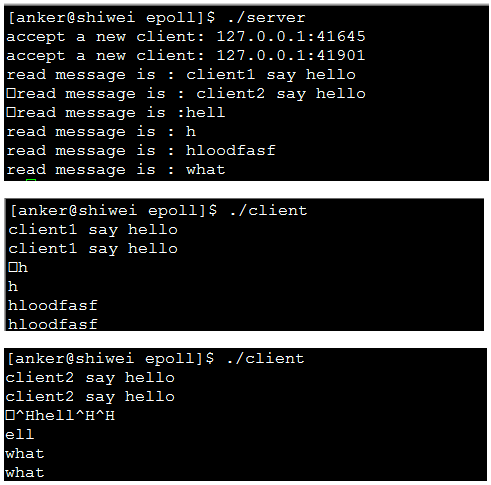 [anker@shiwei epoll]$ ./server
accept a new client: 127.0.0.1:41645
accept a new client: 127.0.0.1:41901
read message is : client1 say hello
□read message is : client2 say hello
□read message is :hell
read message is : h
read message is : hloodfasf
read message is : what
[anker@shiwei epoll]$ ./client
client1 say hello
client1 say hello
□h
h
hloodfasf
hloodfasf
[anker@shiwei epoll]$ ./client
client2 say hello
client2 say hello
□^Hhell^H^H
ell
what
what